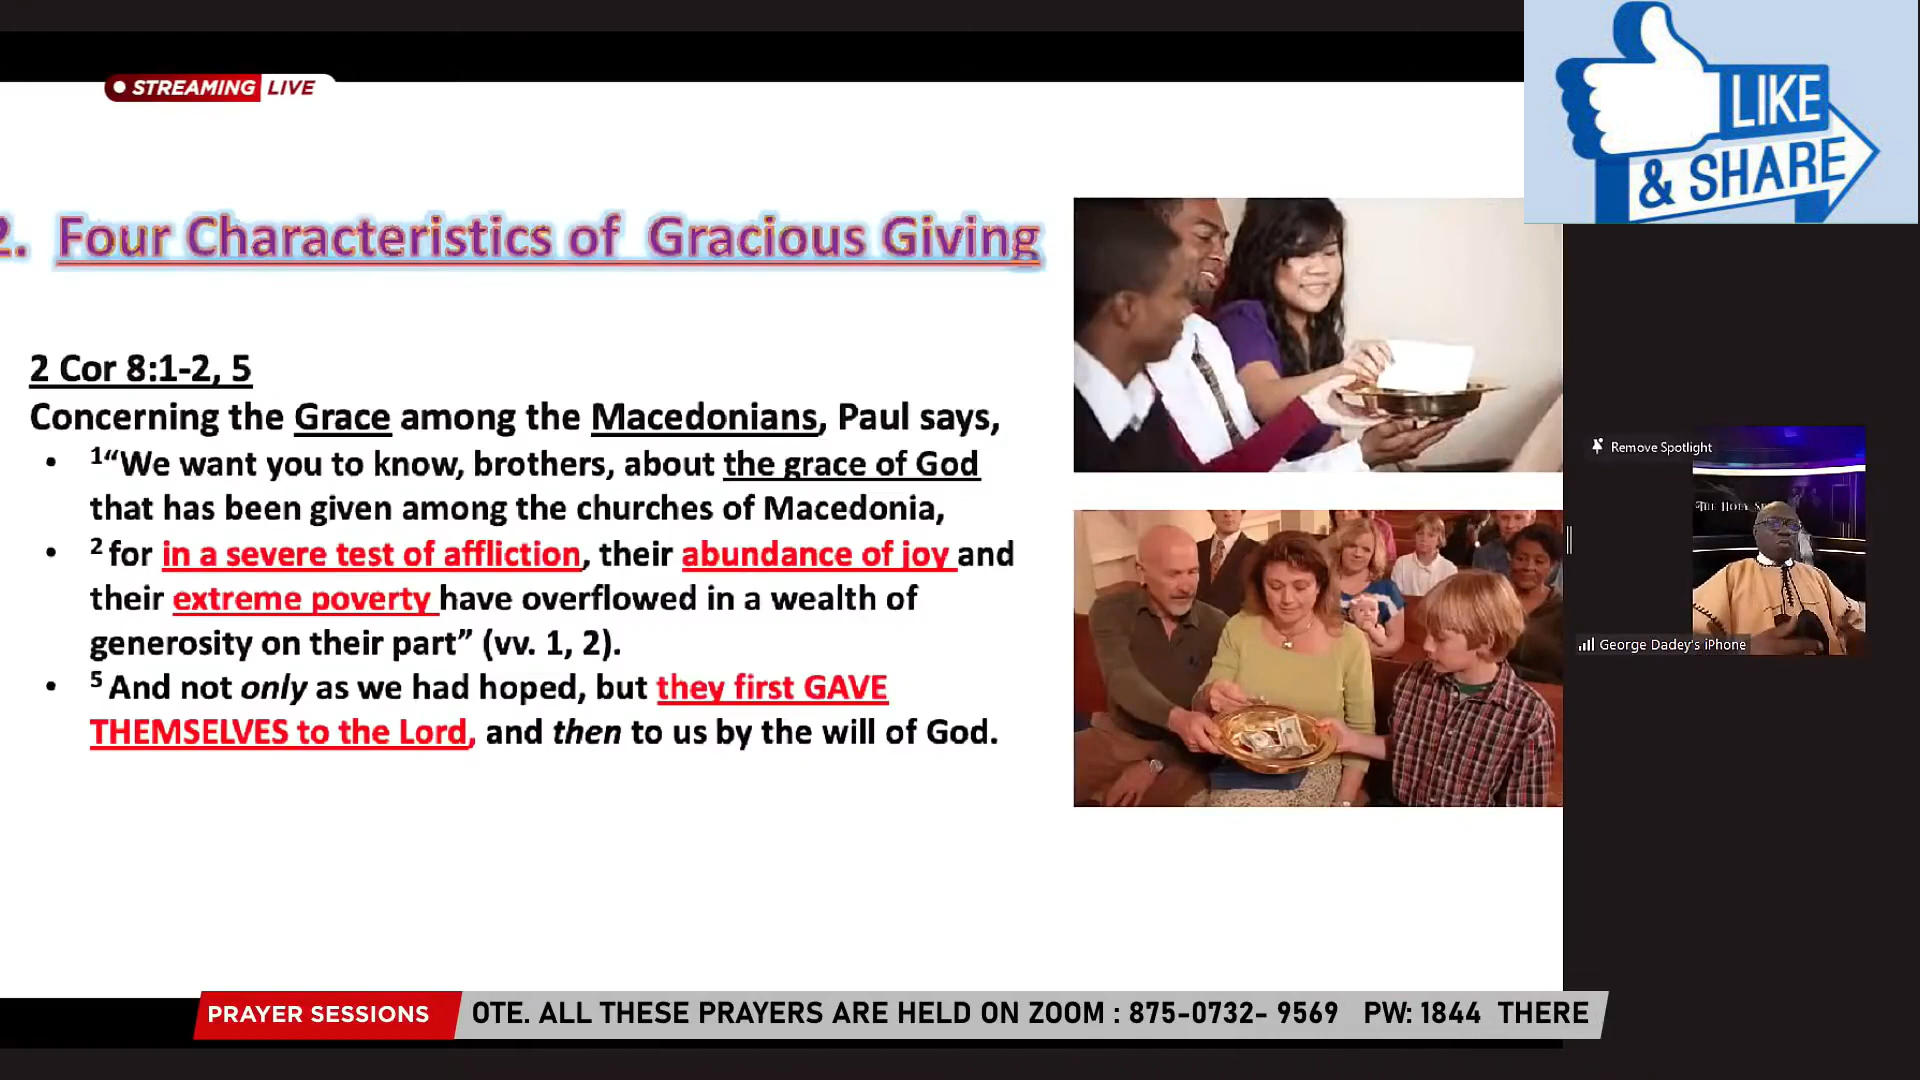 STREAMING LIVE
LIKE
& SHARE
2. Four Characteristics of Gracious Giving
2 Cor 8:1-2, 5
Concerning the Grace among the Macedonians, Paul says,
• 1“We want you to know, brothers, about the grace of God
that has been given among the churches of Macedonia,
• 2 for in a severe test of affliction, their abundance of joy and
their extreme poverty have overflowed in a wealth of
generosity on their part” (vv. 1, 2).
• 5 And not only as we had hoped, but they first GAVE
THEMSELVES to the Lord, and then to us by the will of God.
Remove Spotlight
THE HOLY
George Dadey's iPhone
PRAYER SESSIONS
OTE. ALL THESE PRAYERS ARE HELD ON ZOOM : 875-0732- 9569 PW: 1844 THERE